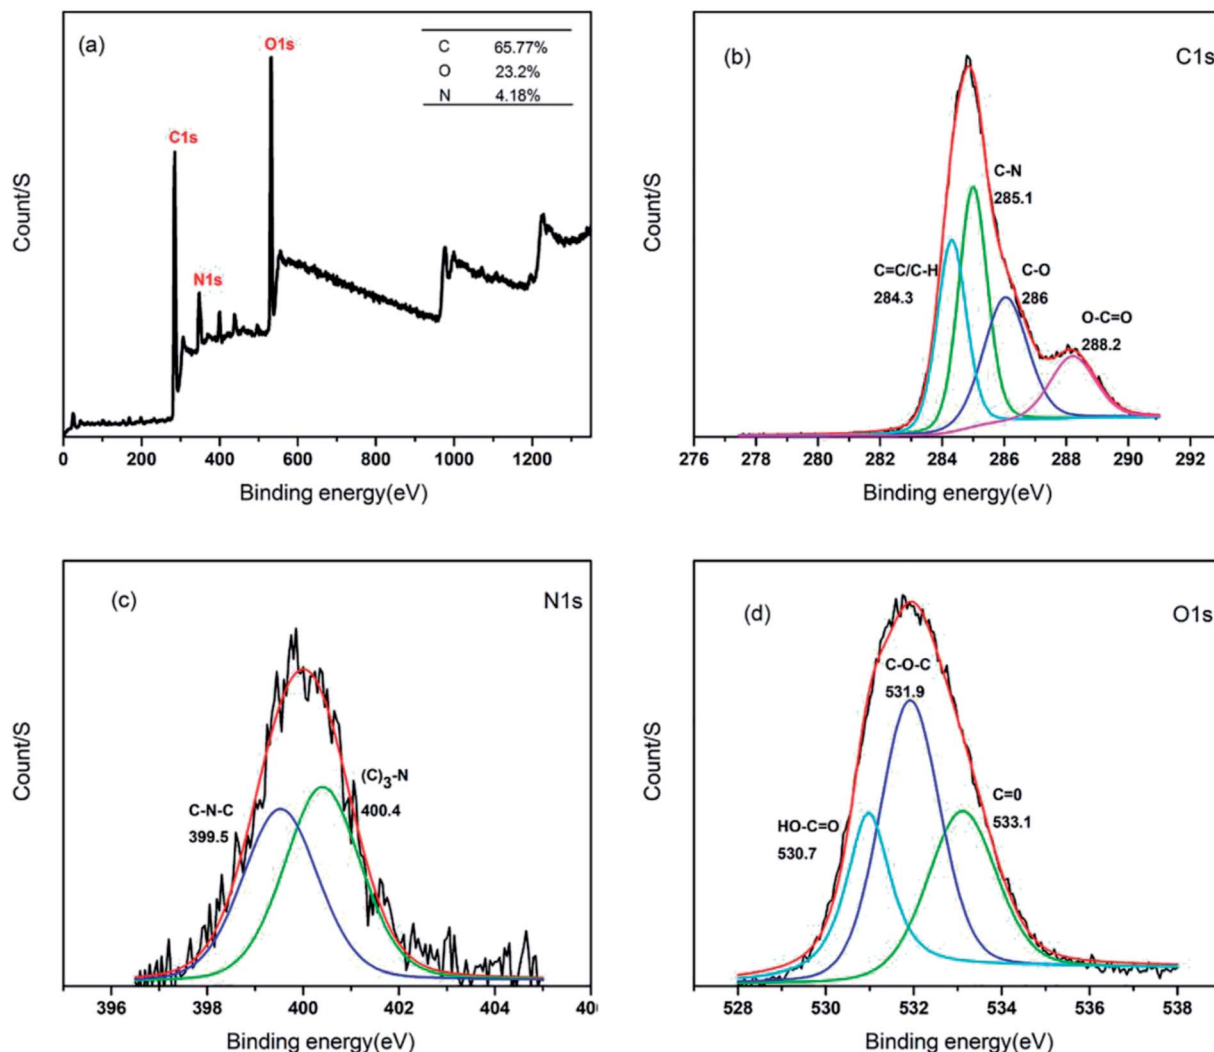 (a)
O1s
C 65.77%
O 23.2%
N 4.18%
C1s
N1s
Count/S
0 200 400 600 800 1000 1200
Binding energy(eV)
(b)
C1s
C-N
285.1
C=C/C-H
284.3
C-O
286
O-C=O
288.2
Count/S
276 278 280 282 284 286 288 290 292
Binding energy(eV)
(c)
N1s
C-N-C
399.5
(C)3-N
400.4
Count/S
396 398 400 402 404 40
Binding energy(eV)
(d)
O1s
C-O-C
531.9
HO-C=O
530.7
C=0
533.1
Count/S
528 530 532 534 536 538
Binding energy(eV)